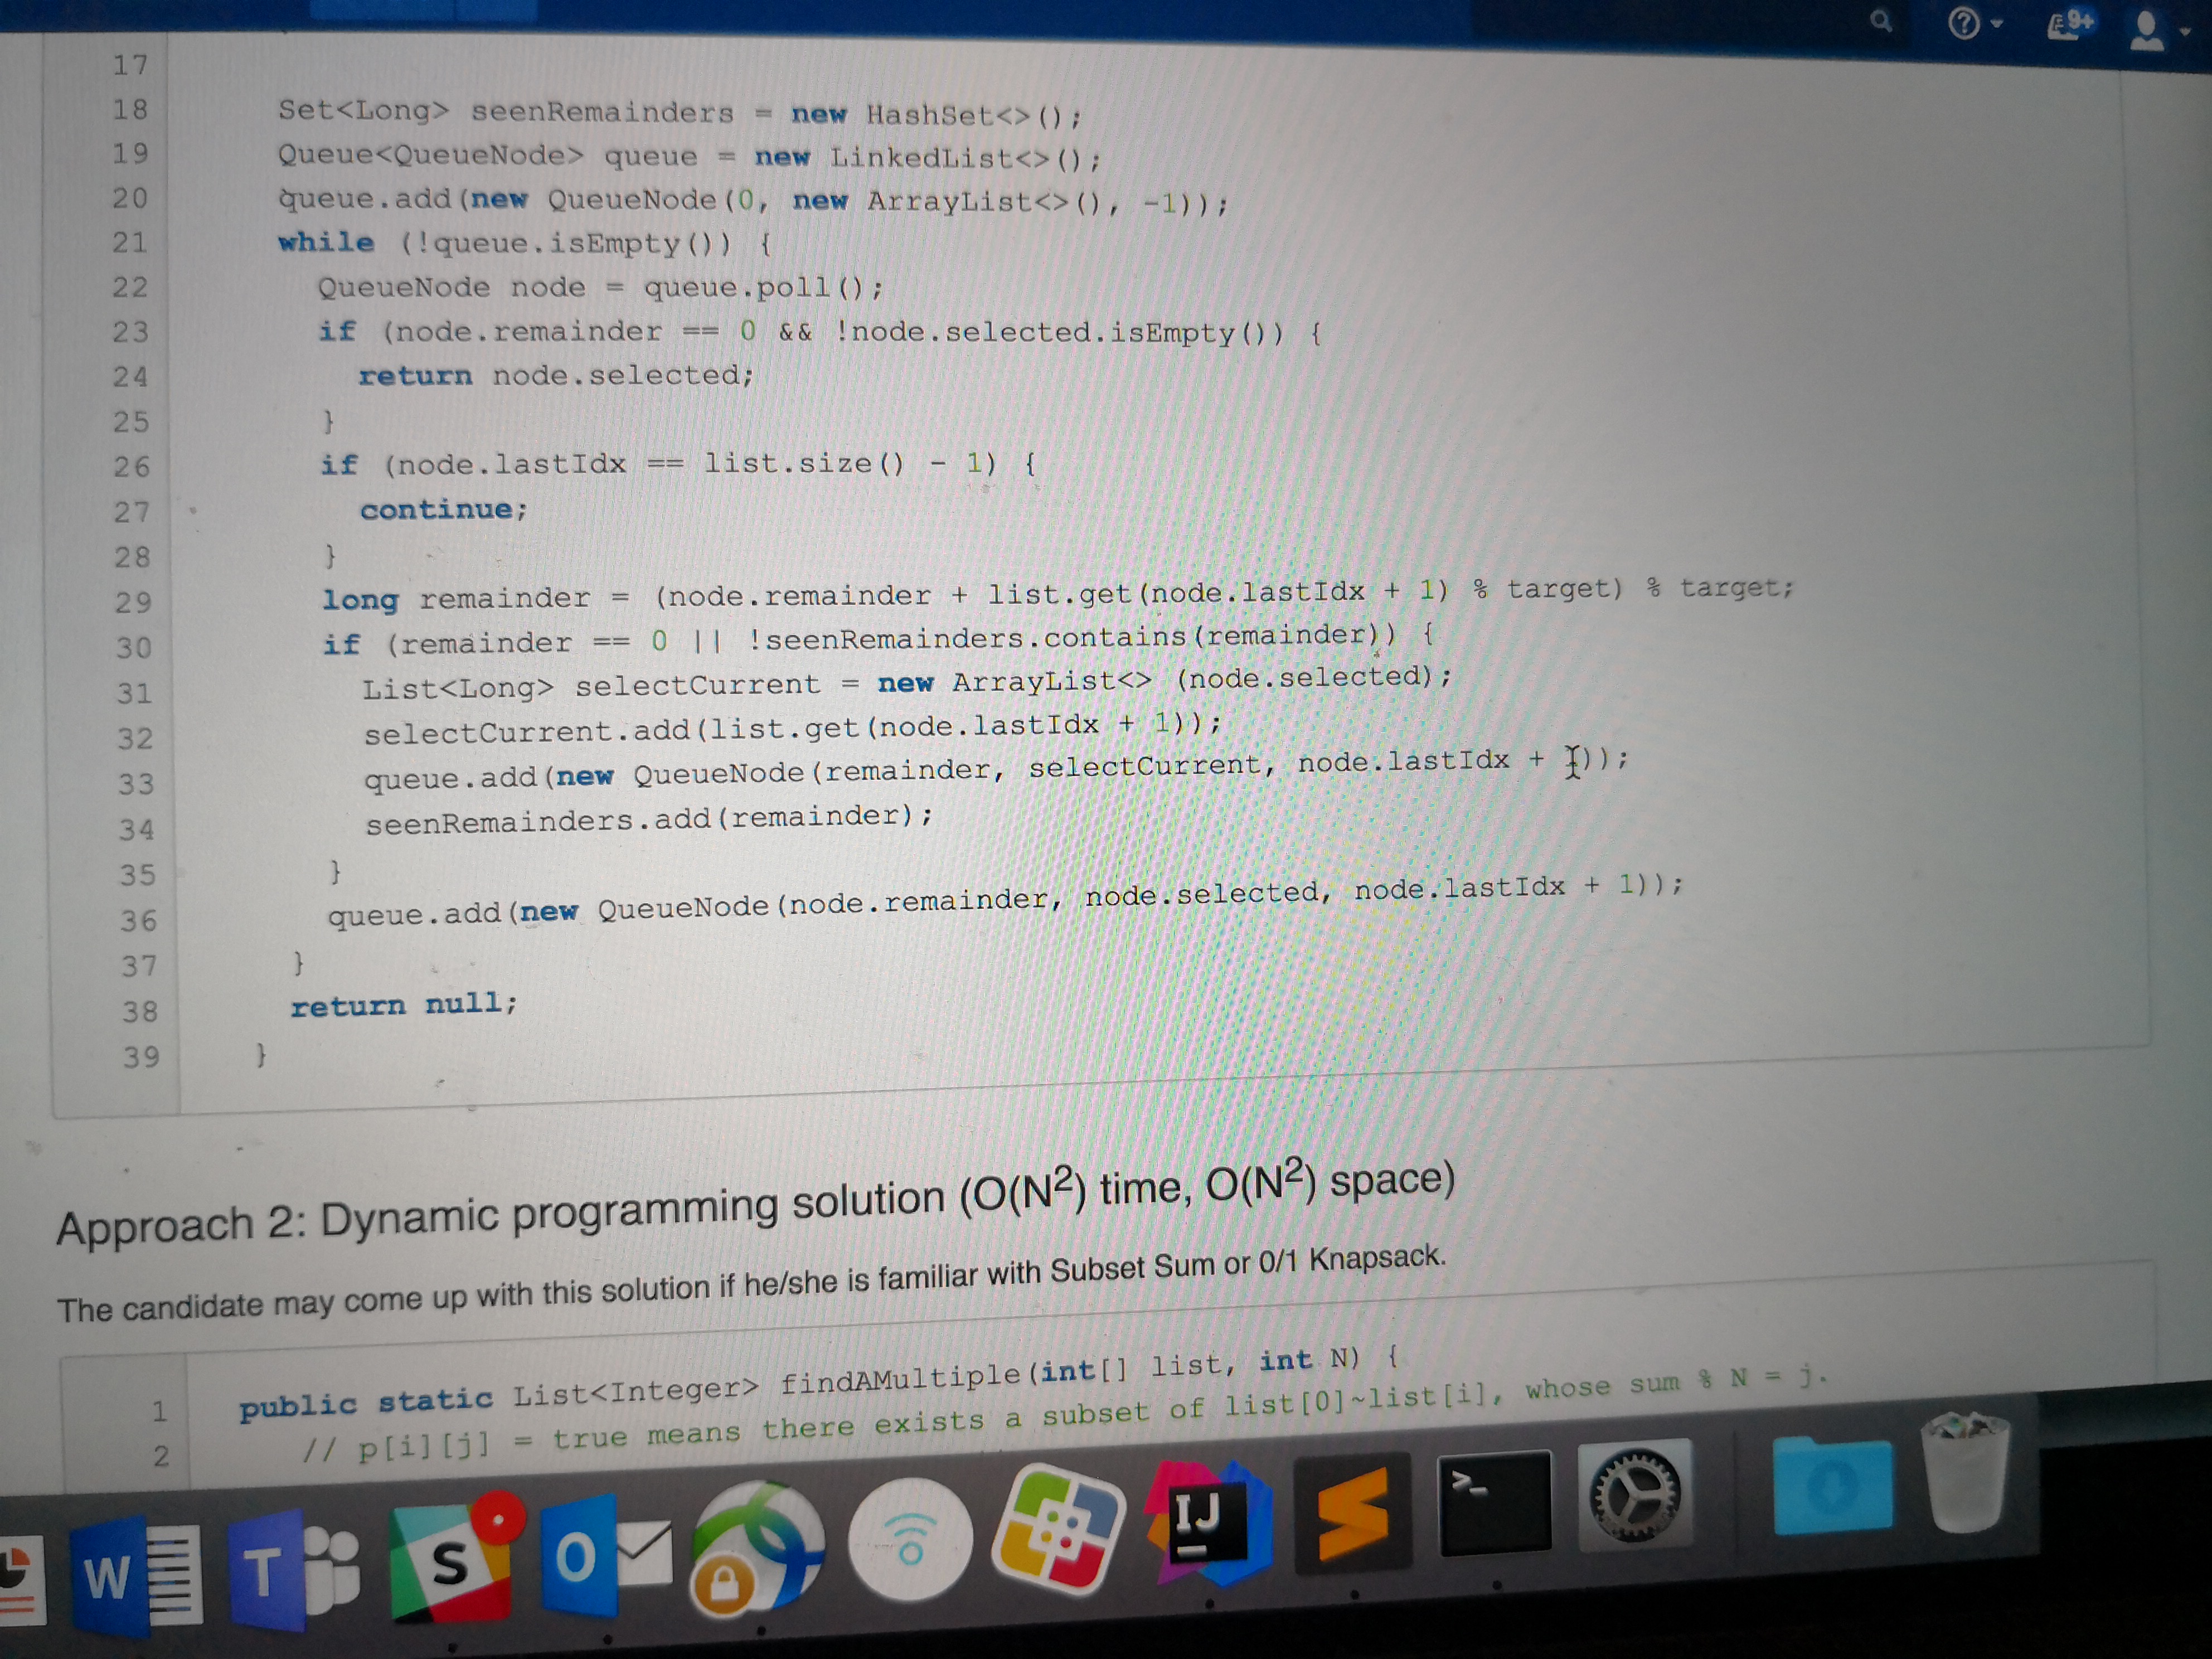 9+
17
18 Set<Long> seenRemainders = new HashSet<>();
19 Queue<QueueNode> queue = new LinkedList<>();
20 queue.add(new QueueNode(0, new ArrayList<>(), -1));
21 while (!queue.isEmpty()) {
22 QueueNode node = queue.poll();
23 if (node.remainder == 0 && !node.selected.isEmpty()) {
24 return node.selected;
25 }
26 if (node.lastIdx == list.size() - 1) {
27 continue;
28 }
29 long remainder = (node.remainder + list.get(node.lastIdx + 1) % target) % target;
30 if (remainder == 0 || !seenRemainders.contains(remainder)) {
31 List<Long> selectCurrent = new ArrayList<> (node.selected);
32 selectCurrent.add(list.get(node.lastIdx + 1));
33 queue.add(new QueueNode(remainder, selectCurrent, node.lastIdx + ));
34 seenRemainders.add(remainder);
35 }
36 queue.add(new QueueNode(node.remainder, node.selected, node.lastIdx + 1));
37 }
38 return null;
39 }
Approach 2: Dynamic programming solution (O(N²) time, O(N²) space)
The candidate may come up with this solution if he/she is familiar with Subset Sum or 0/1 Knapsack.
1 public static List<Integer> findAMultiple(int[] list, int N) {
2 // p[i][j] = true means there exists a subset of list[0]~list[i], whose sum % N = j.
W T S O IJ >_